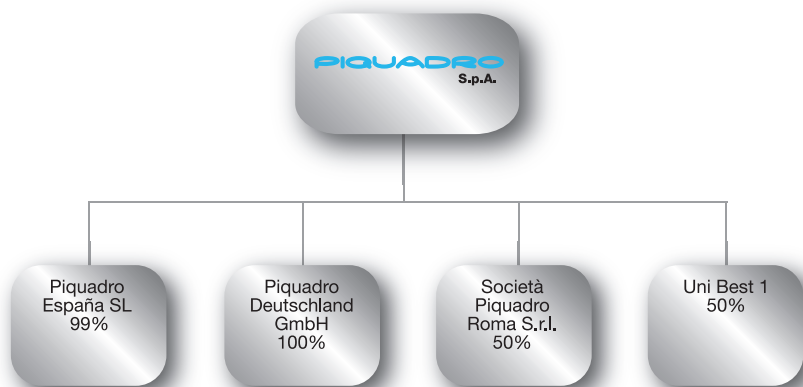 PIQUADRO
S.p.A.
Piquadro
España SL
99%
Piquadro
Deutschland
GmbH
100%
Società
Piquadro
Roma S.r.l.
50%
Uni Best 1
50%